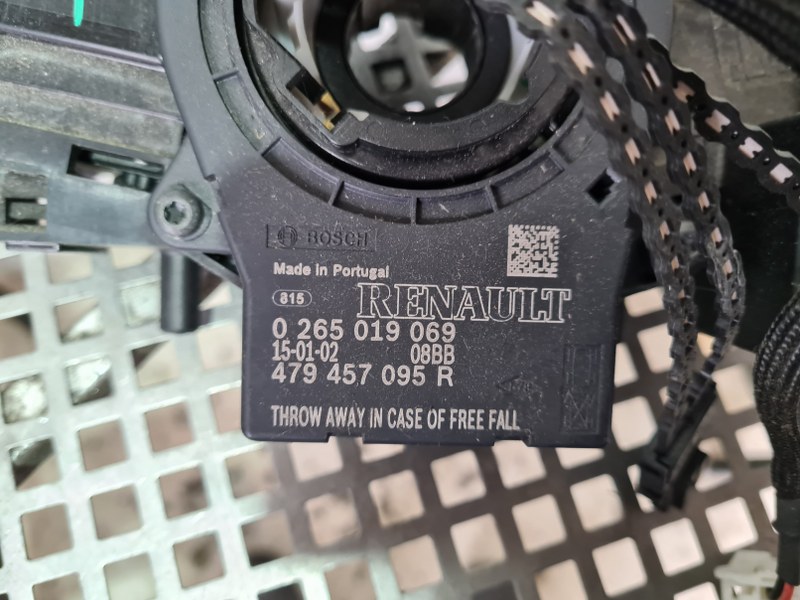 BOSCH
Made in Portugal
815 RENAULT
0 265 019 069
15-01-02 08BB
479 457 095 R
THROW AWAY IN CASE OF FREE FALL